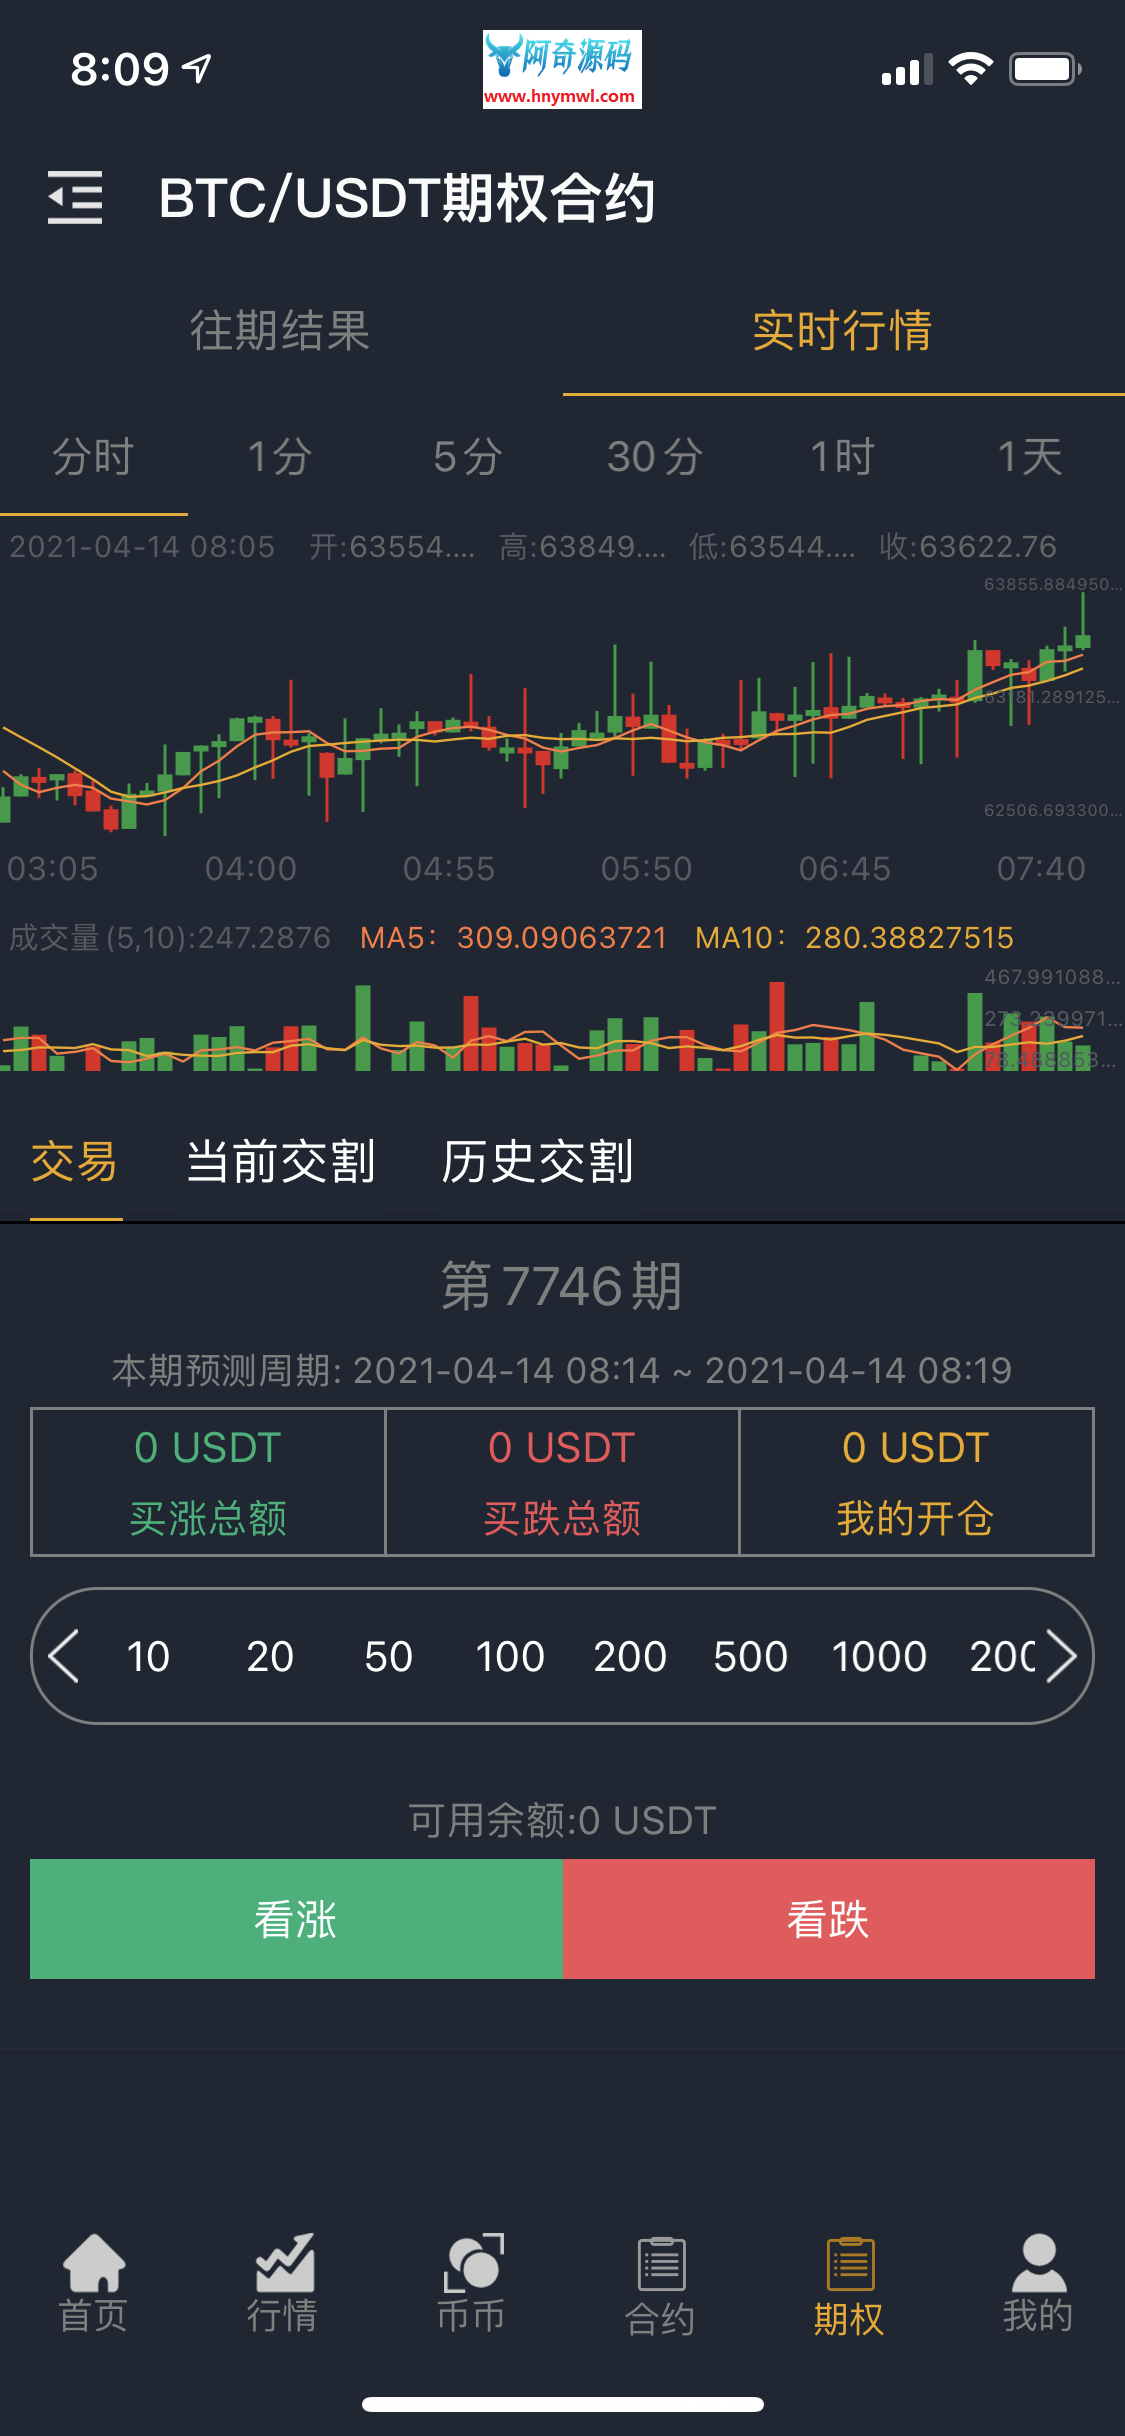 8:09
阿奇源码
www.hnymwl.com
BTC/USDT期权合约
往期结果 实时行情
分时 1分 5分 30分 1时 1天
2021-04-14 08:05 开:63554.... 高:63849.... 低:63544.... 收:63622.76
63855.884950...
63181.289125...
62506.693300...
03:05 04:00 04:55 05:50 06:45 07:40
成交量(5,10):247.2876 MA5: 309.09063721 MA10: 280.38827515
467.991088...
273.239971...
78.488853...
交易 当前交割 历史交割
第7746期
本期预测周期: 2021-04-14 08:14 ~ 2021-04-14 08:19
0 USDT 0 USDT 0 USDT
买涨总额 买跌总额 我的开仓
10 20 50 100 200 500 1000 200
可用余额:0 USDT
看涨 看跌
首页 行情 币币 合约 期权 我的